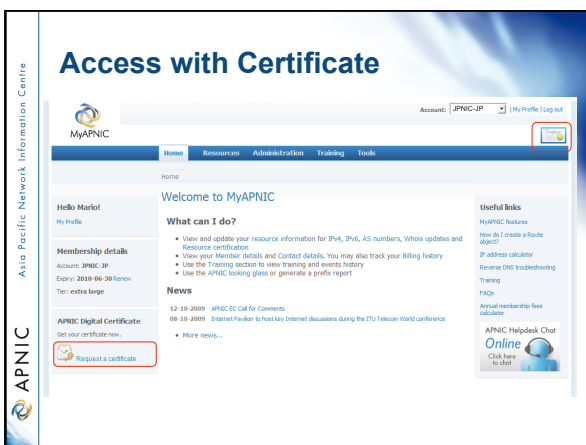 Access with Certificate
Asia Pacific Network Information Centre
APNIC
MyAPNIC
Account: JPNIC-JP | My Profile | Log out
Home Resources Administration Training Tools
Home
Hello Mario!
My Profile
Membership details
Account: JPNIC-JP
Expiry: 2010-06-30 Renew
Tier: extra large
APNIC Digital Certificate
Get your certificate now.
Request a certificate
Welcome to MyAPNIC
What can I do?
• View and update your resource information for IPv4, IPv6, AS numbers, Whois updates and
Resource certification
• View your Member details and Contact details. You may also track your Billing history
• Use the Training section to view training and events history
• Use the APNIC looking glass or generate a prefix report
News
12-10-2009 APNIC EC Call for Comments
08-10-2009 Internet Pavilion to host key Internet discussions during the ITU Telecom World conference
• More news...
Useful links
MyAPNIC features
How do I create a Route
object?
IP address calculator
Reverse DNS troubleshooting
Training
FAQs
Annual membership fees
calculator
APNIC Helpdesk Chat
Online
Click here
to chat